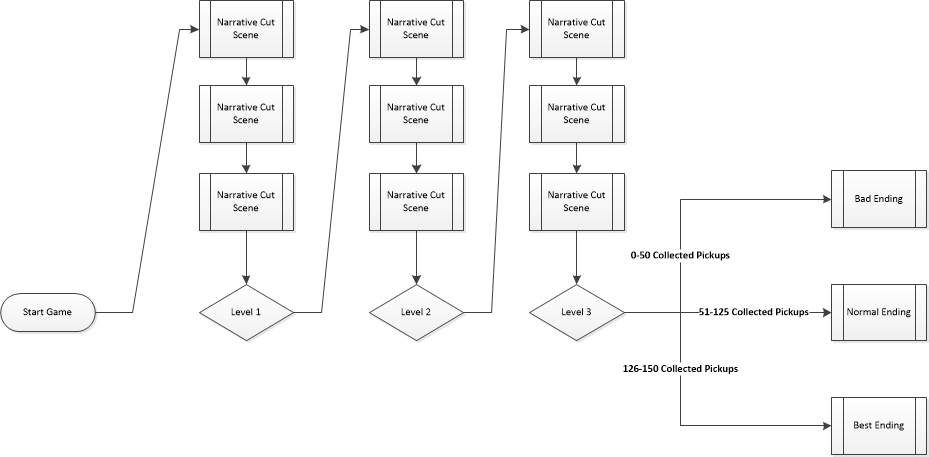 Start Game
Narrative Cut
Scene
Narrative Cut
Scene
Narrative Cut
Scene
Level 1
Narrative Cut
Scene
Narrative Cut
Scene
Narrative Cut
Scene
Level 2
Narrative Cut
Scene
Narrative Cut
Scene
Narrative Cut
Scene
Level 3
0-50 Collected Pickups
Bad Ending
51-125 Collected Pickups
Normal Ending
126-150 Collected Pickups
Best Ending